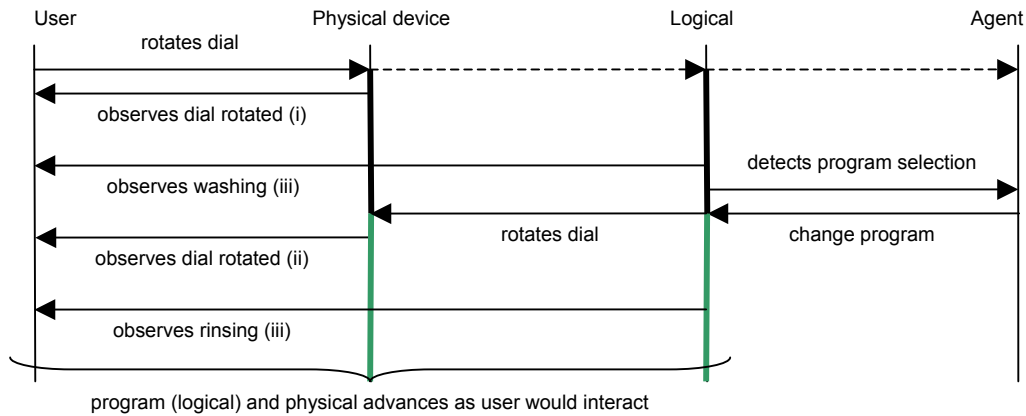 User Physical device Logical Agent
rotates dial
observes dial rotated (i)
detects program selection
observes washing (iii)
rotates dial change program
observes dial rotated (ii)
observes rinsing (iii)
program (logical) and physical advances as user would interact